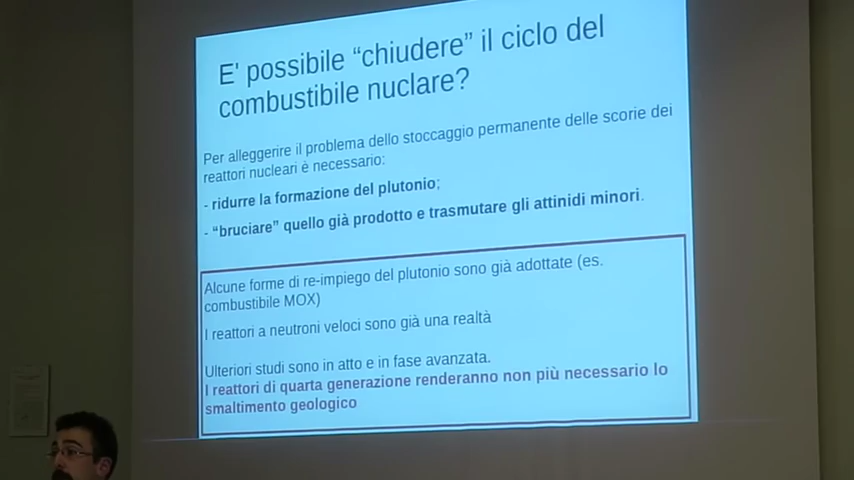 E' possibile “chiudere” il ciclo del
combustibile nuclare?
Per alleggerire il problema dello stoccaggio permanente delle scorie dei
reattori nucleari è necessario:
- ridurre la formazione del plutonio;
- “bruciare” quello già prodotto e trasmutare gli attinidi minori.
Alcune forme di re-impiego del plutonio sono già adottate (es.
combustibile MOX)
I reattori a neutroni veloci sono già una realtà
Ulteriori studi sono in atto e in fase avanzata.
I reattori di quarta generazione renderanno non più necessario lo
smaltimento geologico